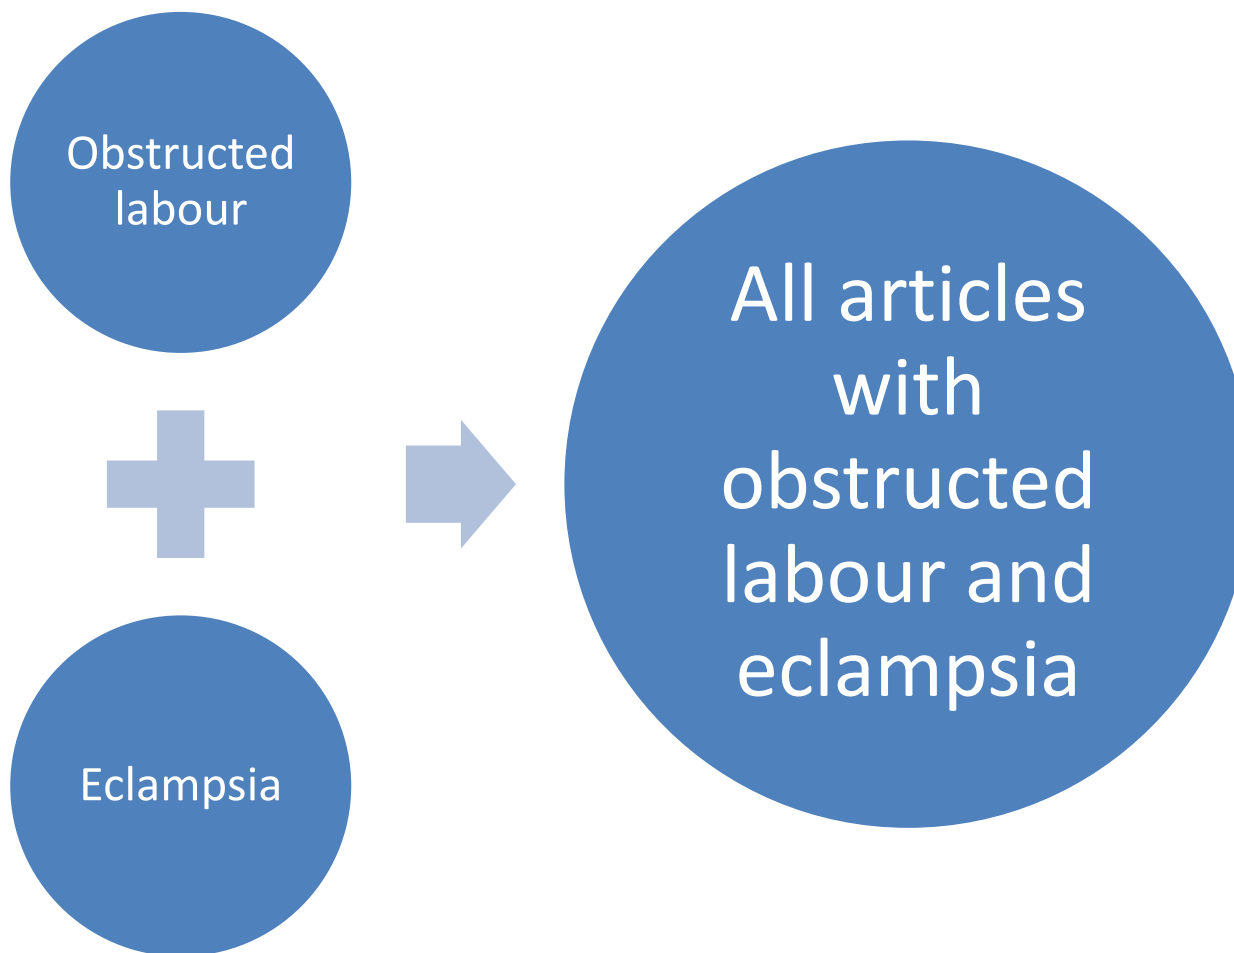 Obstructed
labour
Eclampsia
All articles
with
obstructed
labour and
eclampsia